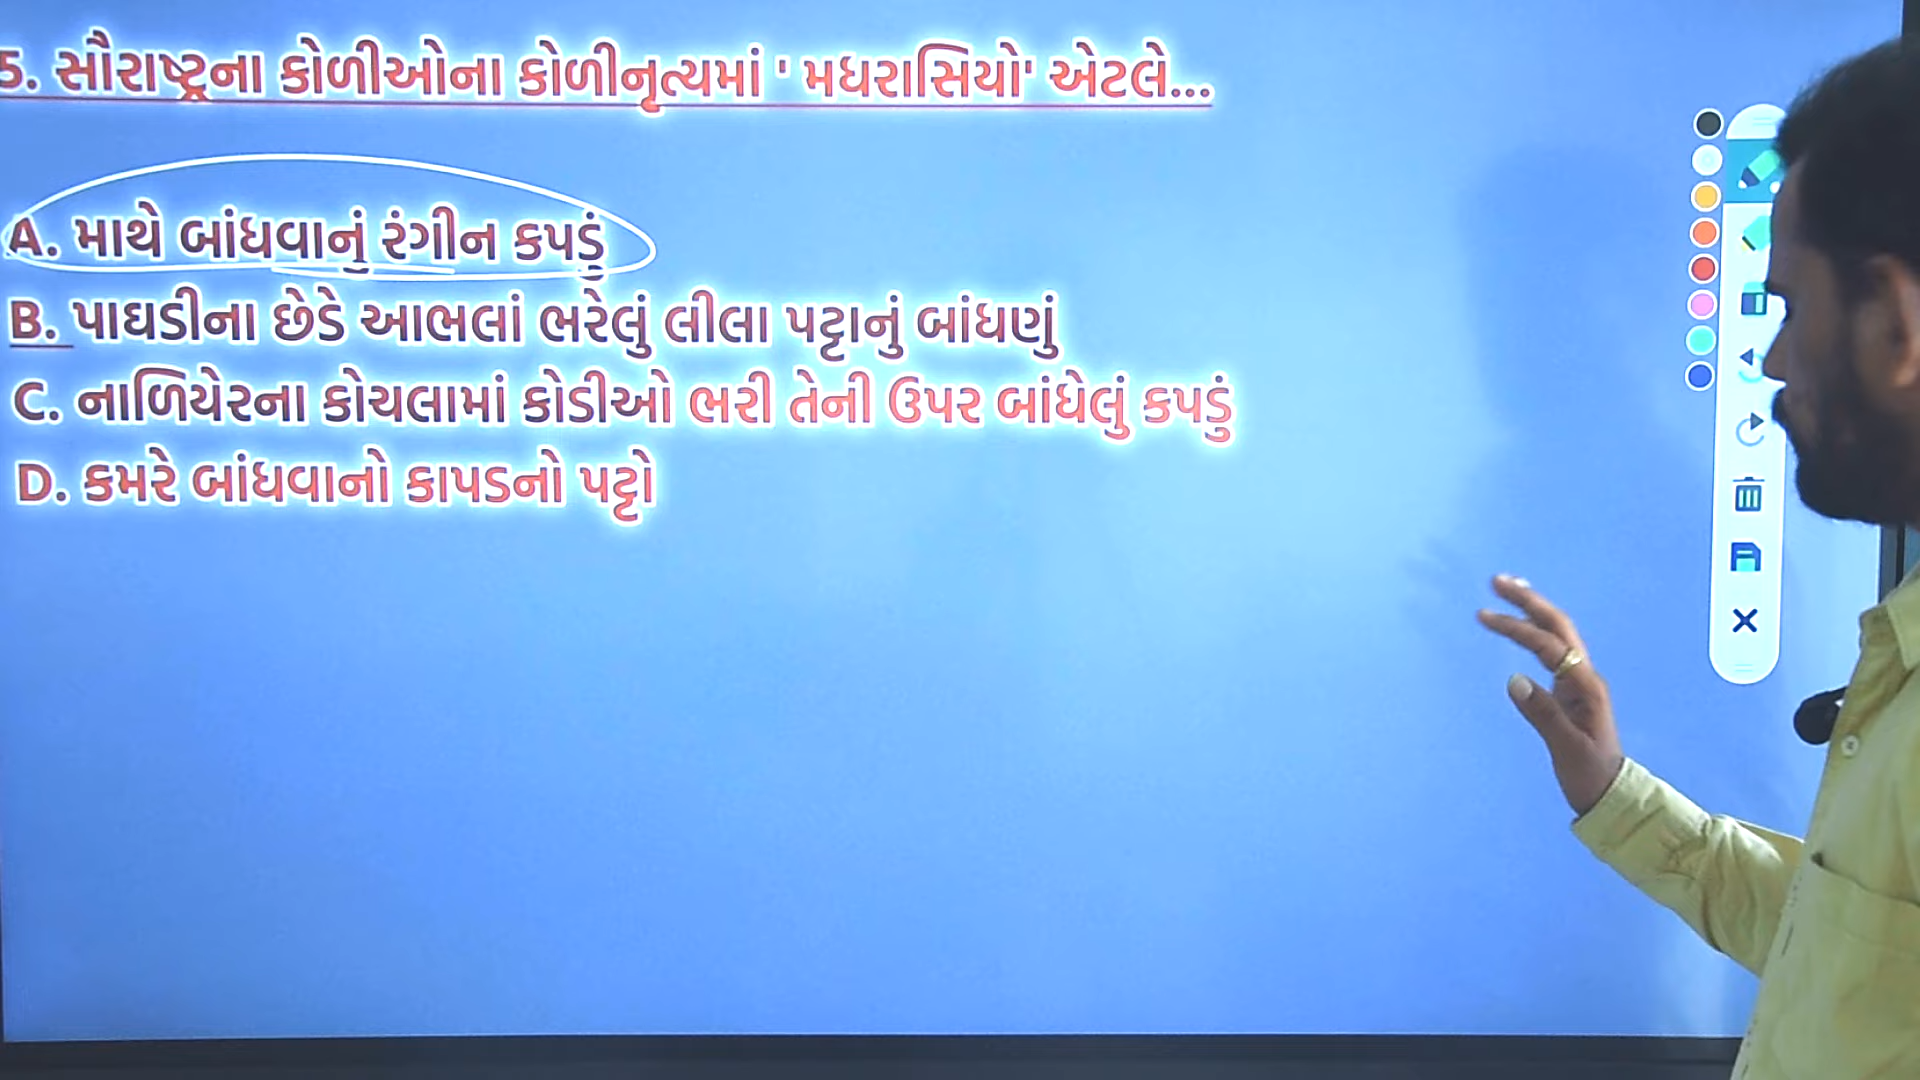 5. સૌરાષ્ટ્રના કોળીઓના કોળીનૃત્યમાં ' મધરાસિયો' એટલે...
A. માથે બાંધવાનું રંગીન કપડું
B. પાઘડીના છેડે આભલાં ભરેલું લીલા પટ્ટાનું બાંધણું
C. નાળિયેરના કોચલામાં કોડીઓ ભરી તેની ઉપર બાંધેલું કપડું
D. કમરે બાંધવાનો કાપડનો પટ્ટો